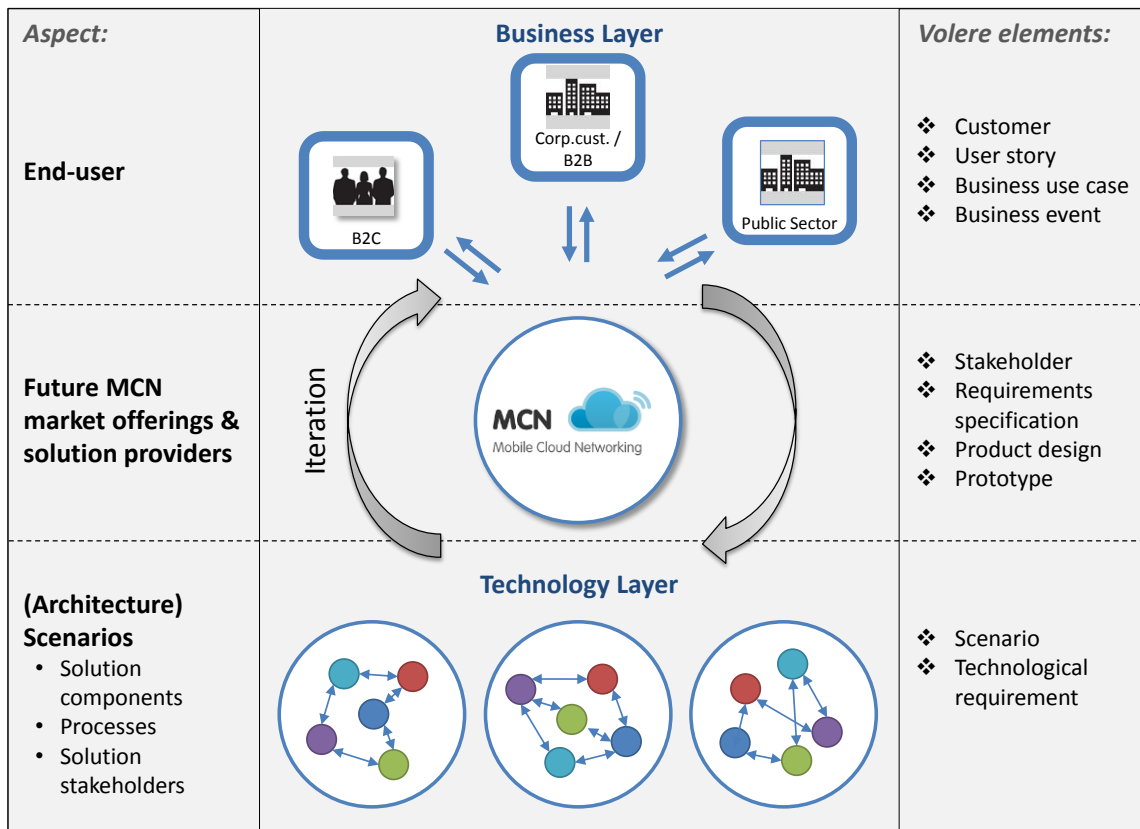 Aspect:
Business Layer
Volere elements:
End-user
B2C
Corp.cust. /
B2B
Public Sector
❖ Customer
❖ User story
❖ Business use case
❖ Business event
Future MCN
market offerings &
solution providers
Iteration
MCN
Mobile Cloud Networking
❖ Stakeholder
❖ Requirements
specification
❖ Product design
❖ Prototype
Technology Layer
(Architecture)
Scenarios
• Solution
components
• Processes
• Solution
stakeholders
❖ Scenario
❖ Technological
requirement